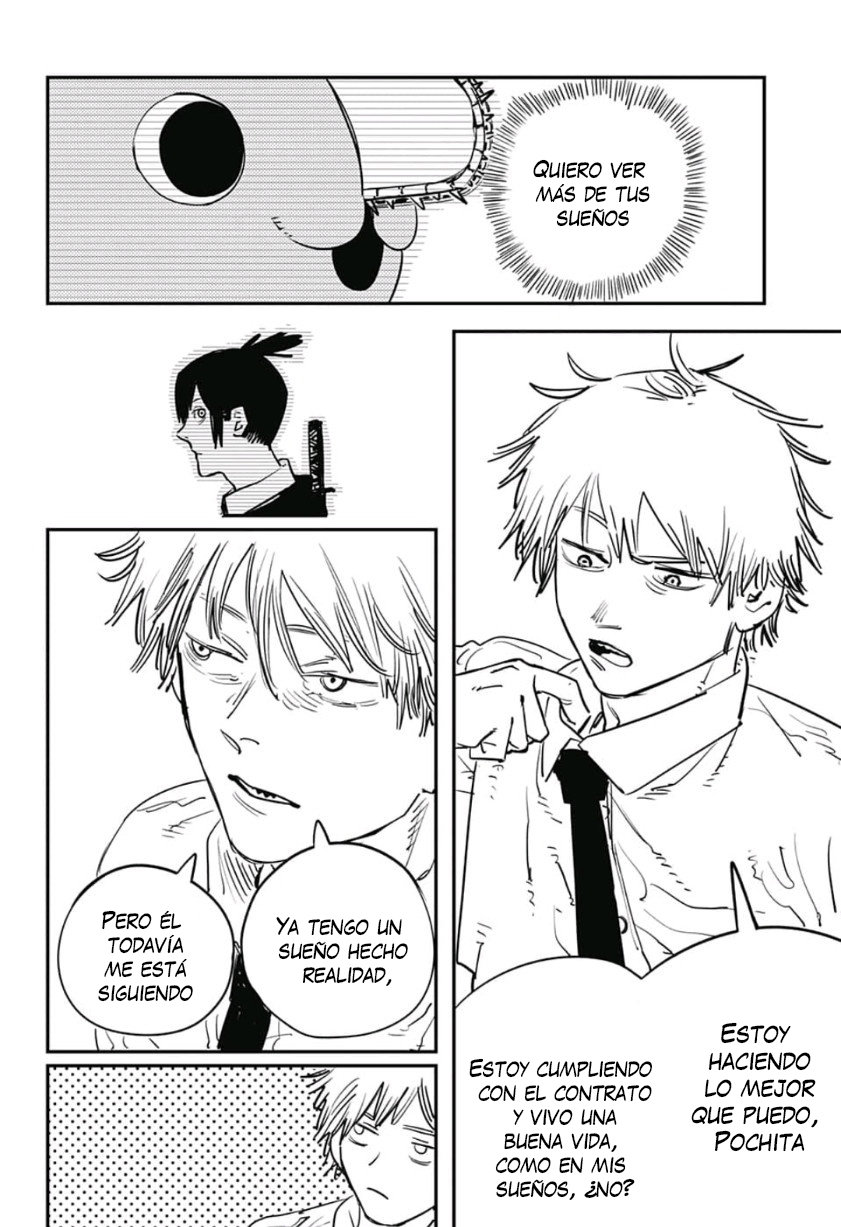 QUIERO VER
MÁS DE TUS
SUEÑOS
ESTOY
HACIENDO
LO MEJOR
QUE PUEDO,
POCHITA
ESTOY CUMPLIENDO
CON EL CONTRATO
Y VIVO UNA
BUENA VIDA,
COMO EN MIS
SUEÑOS, ¿NO?
YA TENGO UN
SUEÑO HECHO
REALIDAD,
PERO ÉL
TODAVÍA
ME ESTÁ
SIGUIENDO